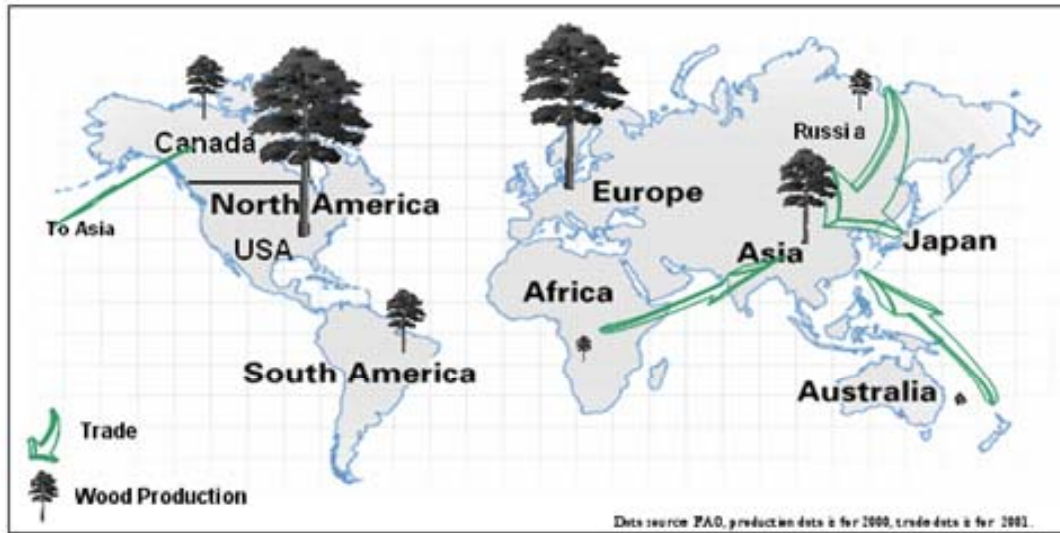 Canada
Russia
North America
Europe
To Asia
USA
Asia
Japan
Africa
South America
Australia
Trade
Wood Production
Data source: FAO, production data is for 2000, trade data is for 2001.